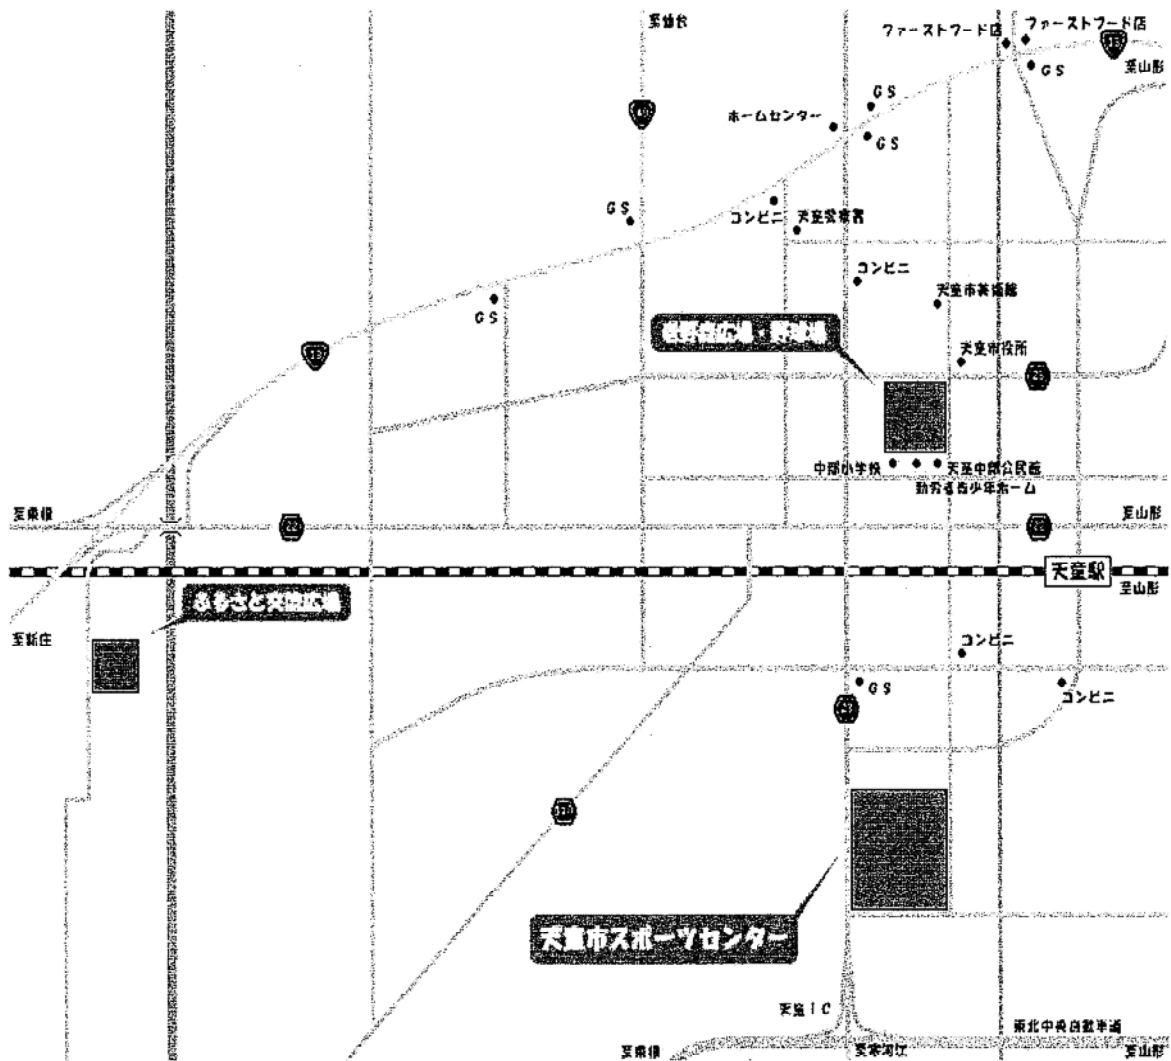 至仙台
ファーストフード店
ファーストフード店
13
至山形
GS
GS
ホームセンター
GS
GS
コンビニ
天童警察署
コンビニ
天童市美術館
GS
13
野球場
天童市役所
中部小学校
天童中部公民館
勤労者青少年ホーム
至東根
22
22
至山形
天童駅
至山形
ふるさと交流広場
至新庄
コンビニ
GS
コンビニ
天童市スポーツセンター
天童IC
東北中央自動車道
至東根
至寒河江
至山形